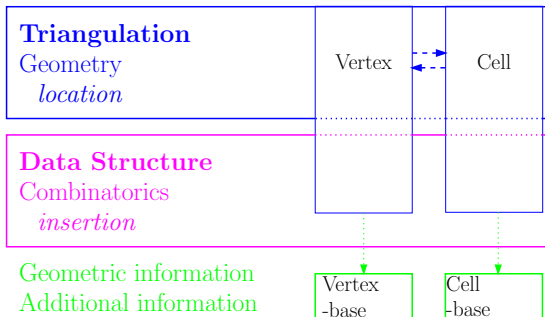 Triangulation
Geometry
location
Vertex
Cell
Data Structure
Combinatorics
insertion
Geometric information
Additional information
Vertex
-base
Cell
-base